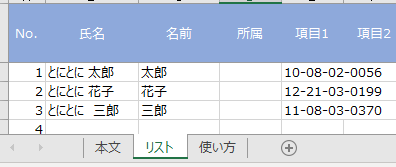 No. 氏名 名前 所属 項目1 項目2
1 とにとに 太郎 太郎 10-08-02-0056
2 とにとに 花子 花子 12-21-03-0199
3 とにとに 三郎 三郎 11-08-03-0370
4
本文 リスト 使い方